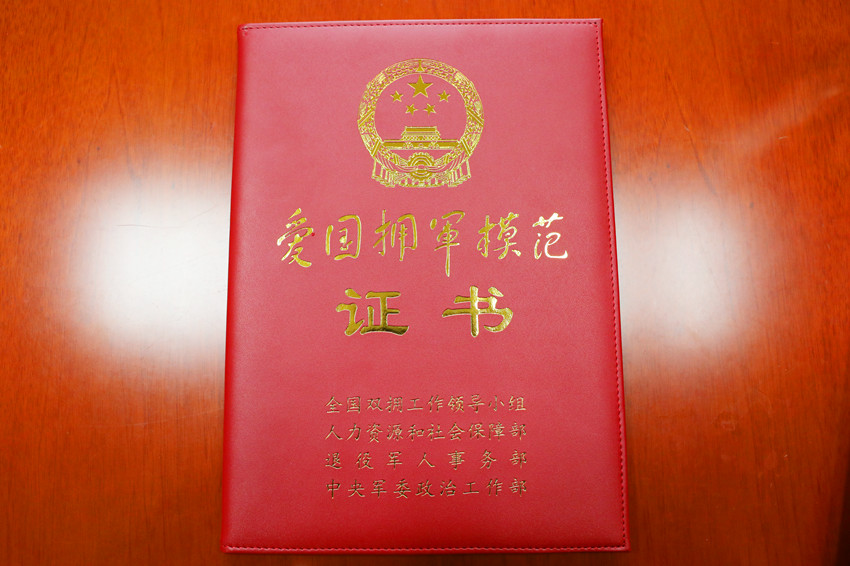 爱国拥軍模范
证书
全国双拥工作领导小组
人力资源和社会保障部
退役军人事务部
中央军委政治工作部